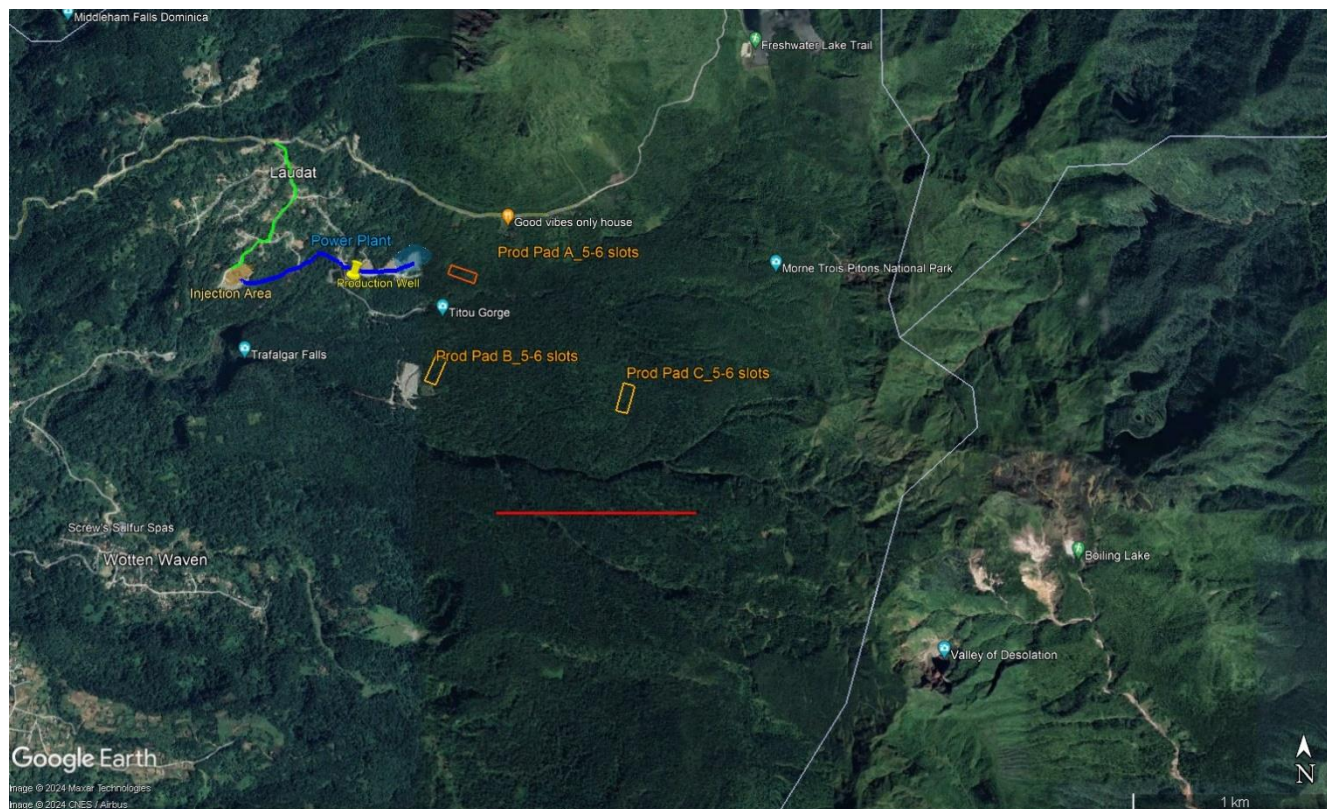 Middleham Falls Dominica
Freshwater Lake Trail
Laudat
Good vibes only house
Power Plant
Prod Pad A_5-6 slots
Morne Trois Pitons National Park
Production Well
Injection Area
Titou Gorge
Trafalgar Falls
Prod Pad B_5-6 slots
Prod Pad C_5-6 slots
Screw's Sulfur Spas
Wotten Waven
Boiling Lake
Valley of Desolation
Google Earth
N
Image © 2024 Maxar Technologies
Image © 2024 CNES / Airbus
1 km